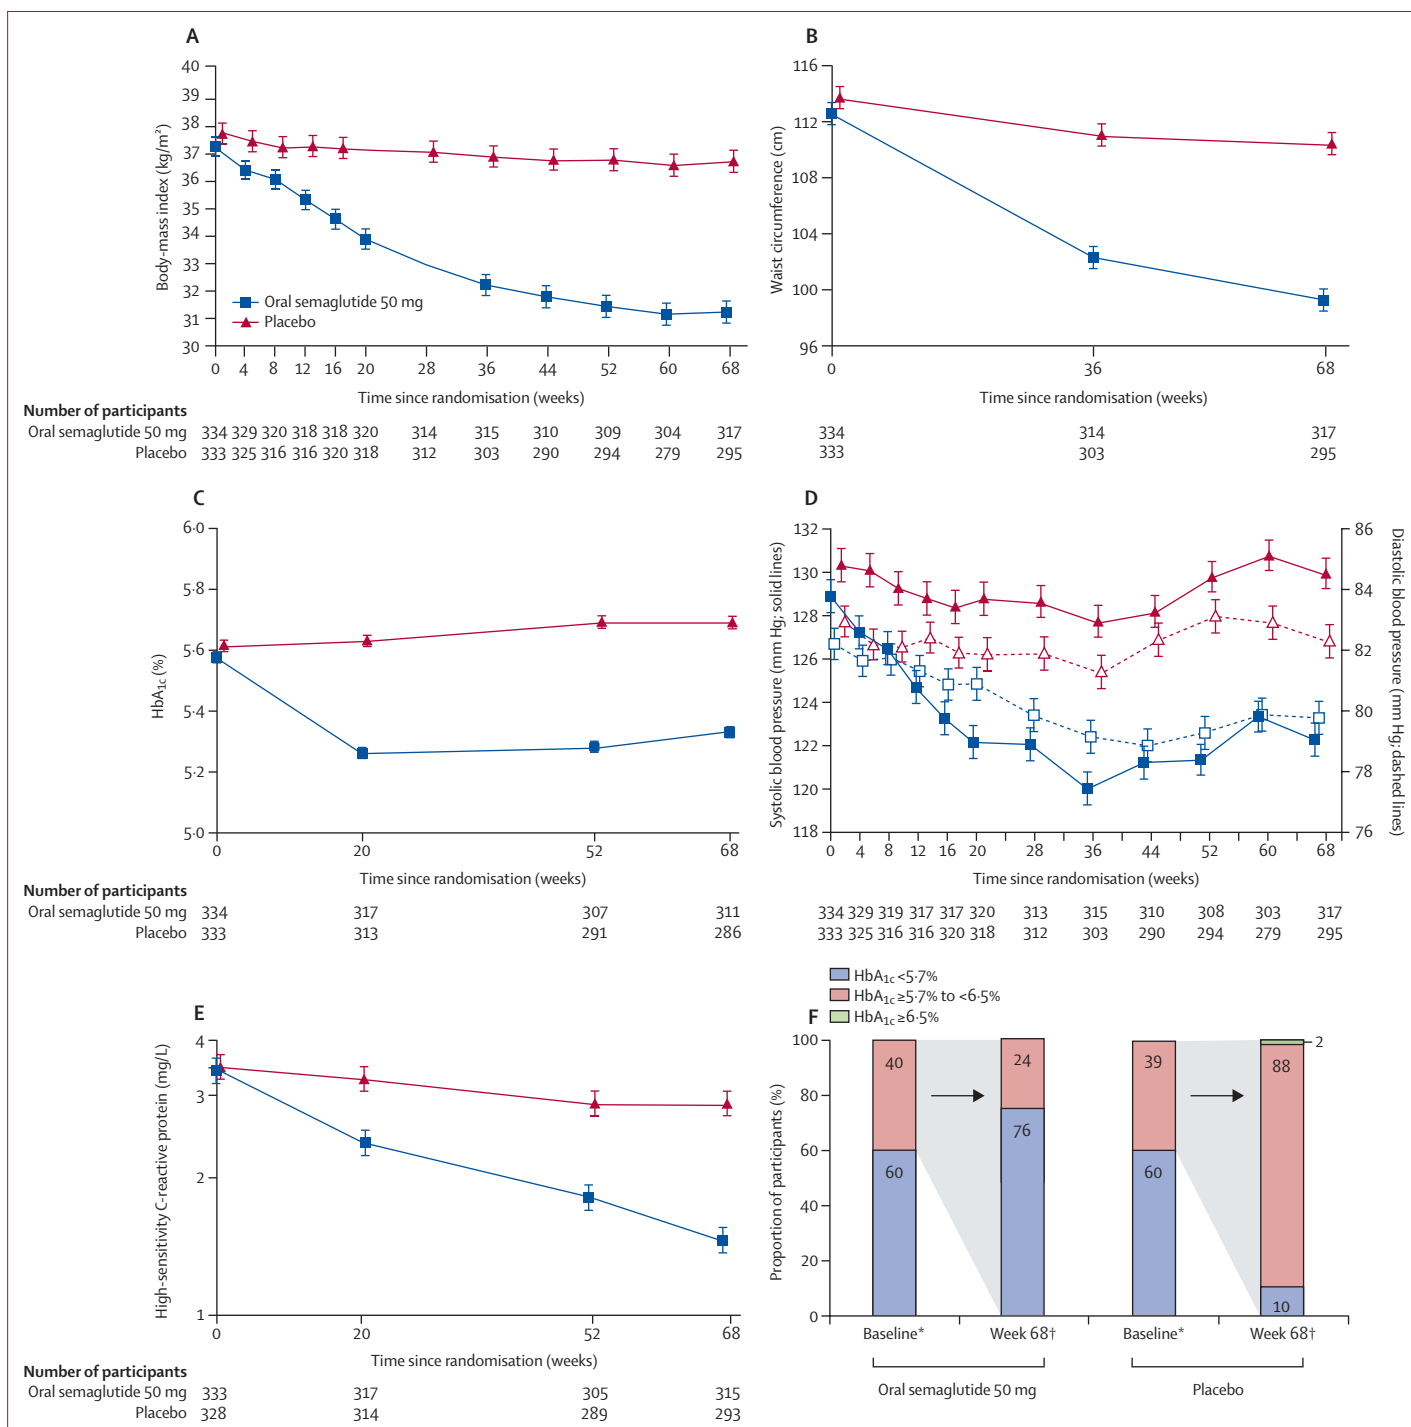 A
40
39
38
37
36
35
34
33
32
31
30
Body-mass index (kg/m²)
Oral semaglutide 50 mg
Placebo
0 4 8 12 16 20 28 36 44 52 60 68
Time since randomisation (weeks)
Number of participants
Oral semaglutide 50 mg 334 329 320 318 318 320 314 315 310 309 304 317
Placebo 333 325 316 316 320 318 312 303 290 294 279 295
B
116
112
108
104
100
96
Waist circumference (cm)
0 36 68
Time since randomisation (weeks)
334 314 317
333 303 295
C
6·0
5·8
5·6
5·4
5·2
5·0
HbA1c (%)
0 20 52 68
Time since randomisation (weeks)
Number of participants
Oral semaglutide 50 mg 334 317 307 311
Placebo 333 313 291 286
D
132
130
128
126
124
122
120
118
Systolic blood pressure (mm Hg; solid lines)
86
84
82
80
78
76
Diastolic blood pressure (mm Hg; dashed lines)
0 4 8 12 16 20 28 36 44 52 60 68
Time since randomisation (weeks)
334 329 319 317 317 320 313 315 310 308 303 317
333 325 316 316 320 318 312 303 290 294 279 295
E
4
3
2
1
High-sensitivity C-reactive protein (mg/L)
0 20 52 68
Time since randomisation (weeks)
Number of participants
Oral semaglutide 50 mg 333 317 305 315
Placebo 328 314 289 293
HbA1c <5·7%
HbA1c ≥5·7% to <6·5%
HbA1c ≥6·5%
F
100
80
60
40
20
0
Proportion of participants (%)
40 24 39 88 2
60 76 60 10
Baseline* Week 68† Baseline* Week 68†
Oral semaglutide 50 mg Placebo